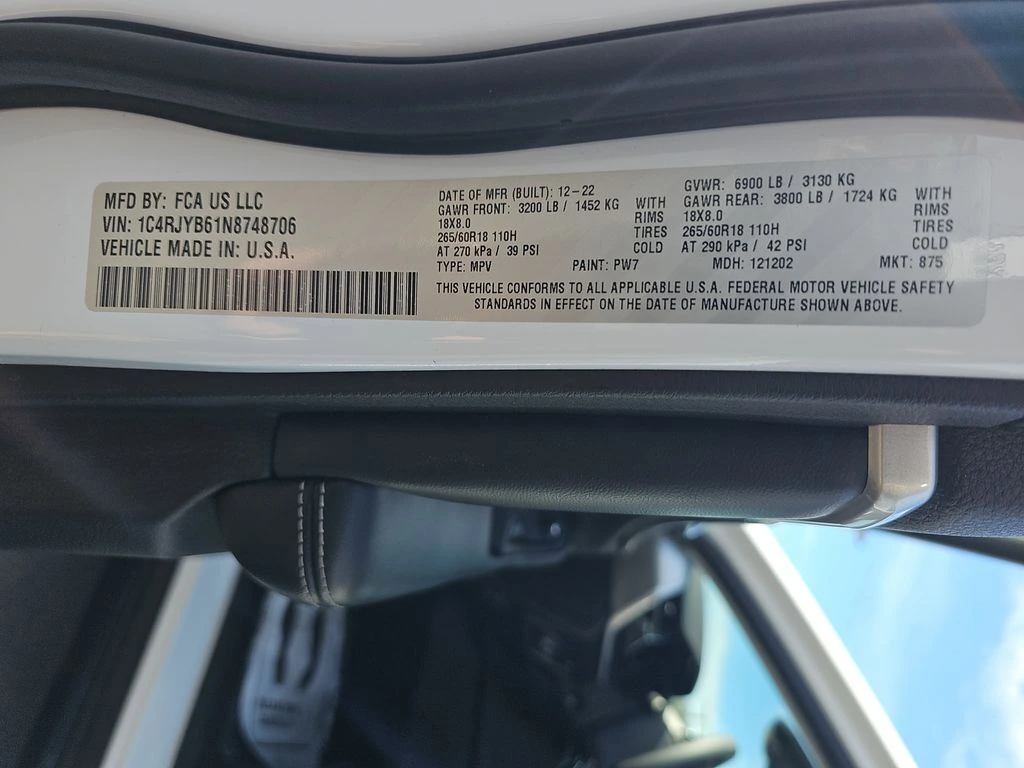 MFD BY: FCA US LLC
VIN: 1C4RJYB61N8748706
VEHICLE MADE IN: U.S.A.
DATE OF MFR (BUILT): 12-22
GAWR FRONT: 3200 LB / 1452 KG WITH
18X8.0 RIMS
265/60R18 110H TIRES
AT 270 kPa / 39 PSI COLD
GVWR: 6900 LB / 3130 KG
GAWR REAR: 3800 LB / 1724 KG WITH
18X8.0 RIMS
265/60R18 110H TIRES
AT 290 kPa / 42 PSI COLD
TYPE: MPV PAINT: PW7 MDH: 121202 MKT: 875
THIS VEHICLE CONFORMS TO ALL APPLICABLE U.S.A. FEDERAL MOTOR VEHICLE SAFETY
STANDARDS IN EFFECT ON THE DATE OF MANUFACTURE SHOWN ABOVE.